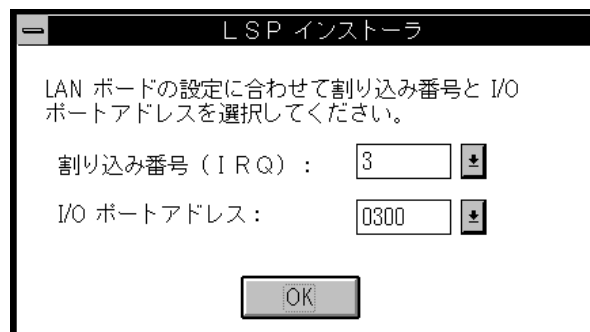 ＬＳＰ インストーラ
LAN ボードの設定に合わせて割り込み番号と I/O
ポートアドレスを選択してください。
割り込み番号（ＩＲＱ）： 3
I/O ポートアドレス： 0300
OK